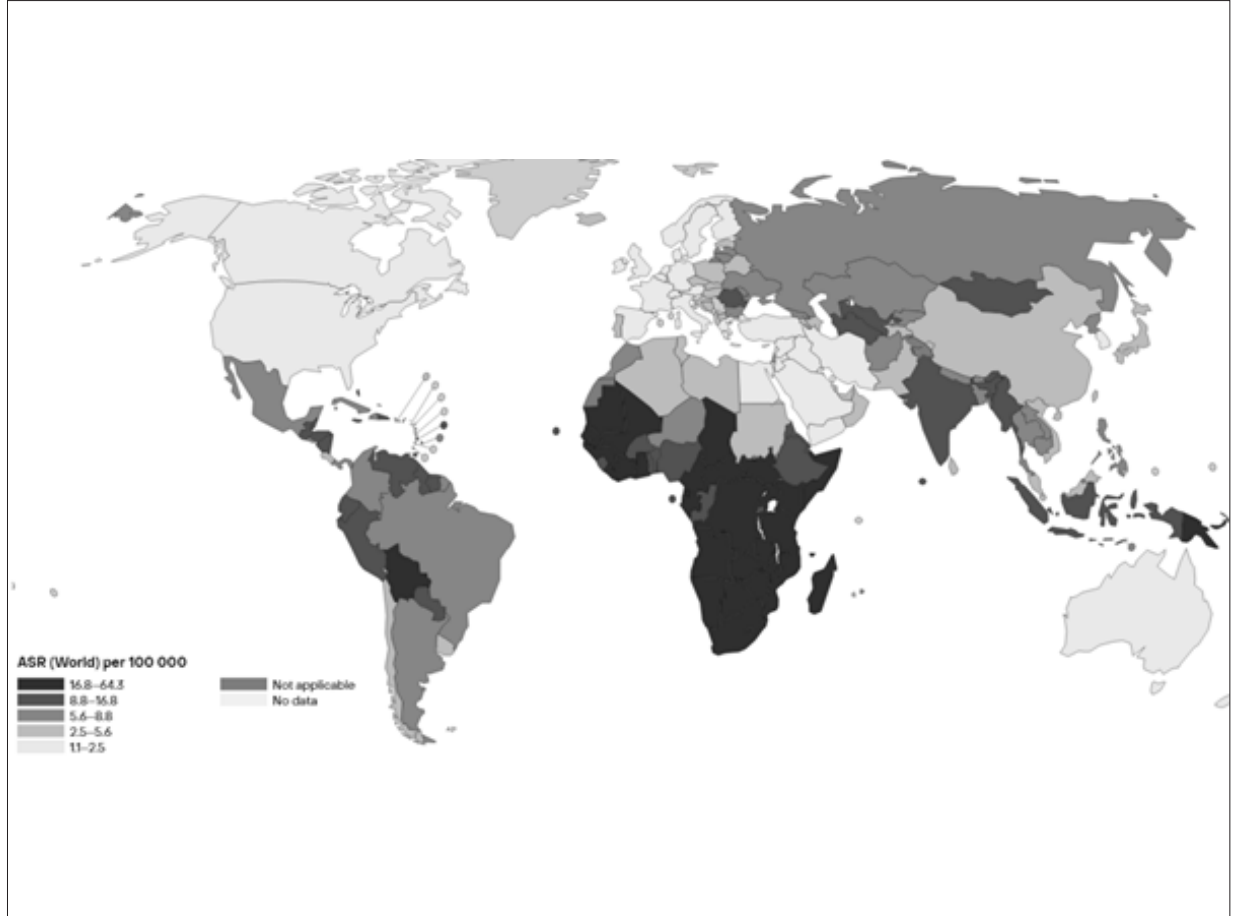 ASR (World) per 100 000
16.8–64.3
8.8–16.8
5.6–8.8
2.5–5.6
1.1–2.5
Not applicable
No data